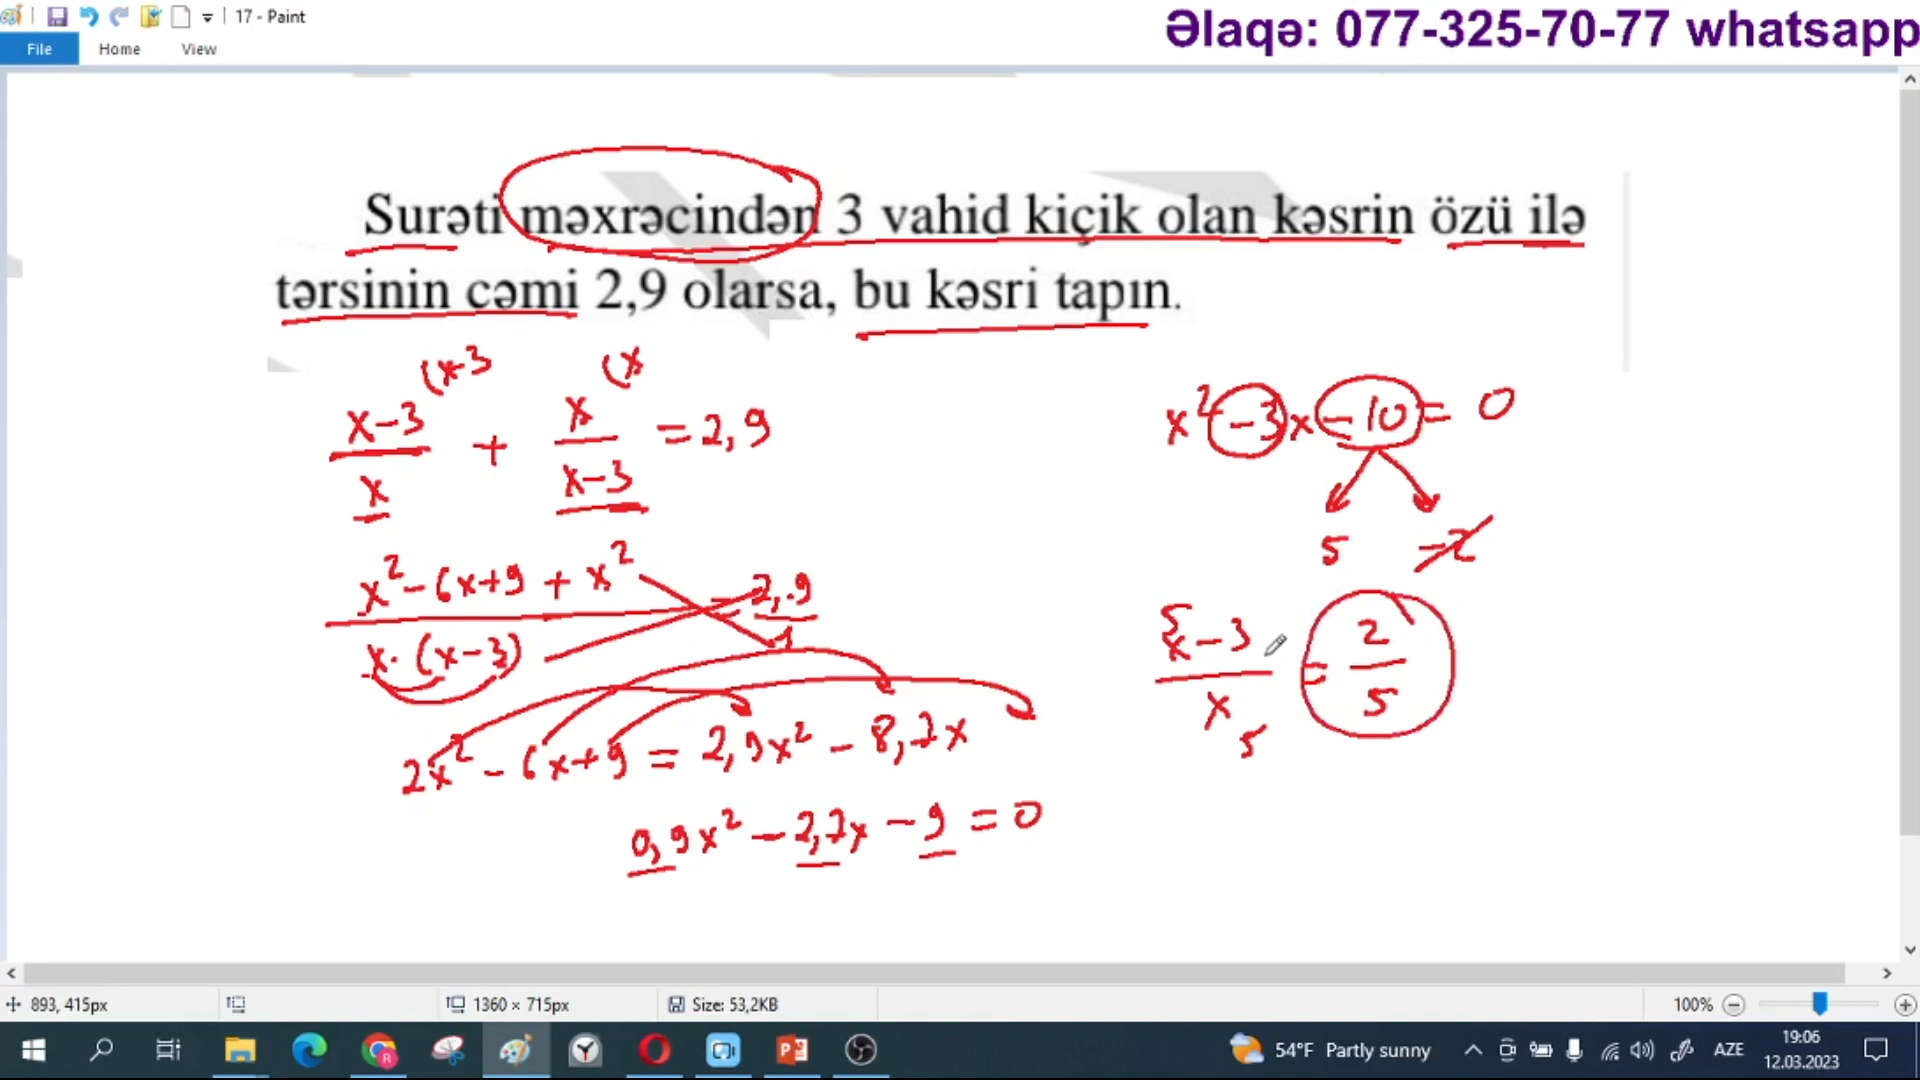 17 - Paint
Əlaqə: 077-325-70-77 whatsapp
File Home View
Surəti məxrəcindən 3 vahid kiçik olan kəsrin özü ilə
tərsinin cəmi 2,9 olarsa, bu kəsri tapın.
(x-3 (x
x-3/x + x/x-3 = 2,9
x² - 6x + 9 + x² / x·(x-3) = 2,9/1
2x² - 6x + 9 = 2,9x² - 8,7x
0,9x² - 2,7x - 9 = 0
x² - 3x - 10 = 0
5 -2
5
x-3/x = 2/5
5
893, 415px
1360 × 715px
Size: 53,2KB
100%
54°F Partly sunny
AZE
19:06
12.03.2023